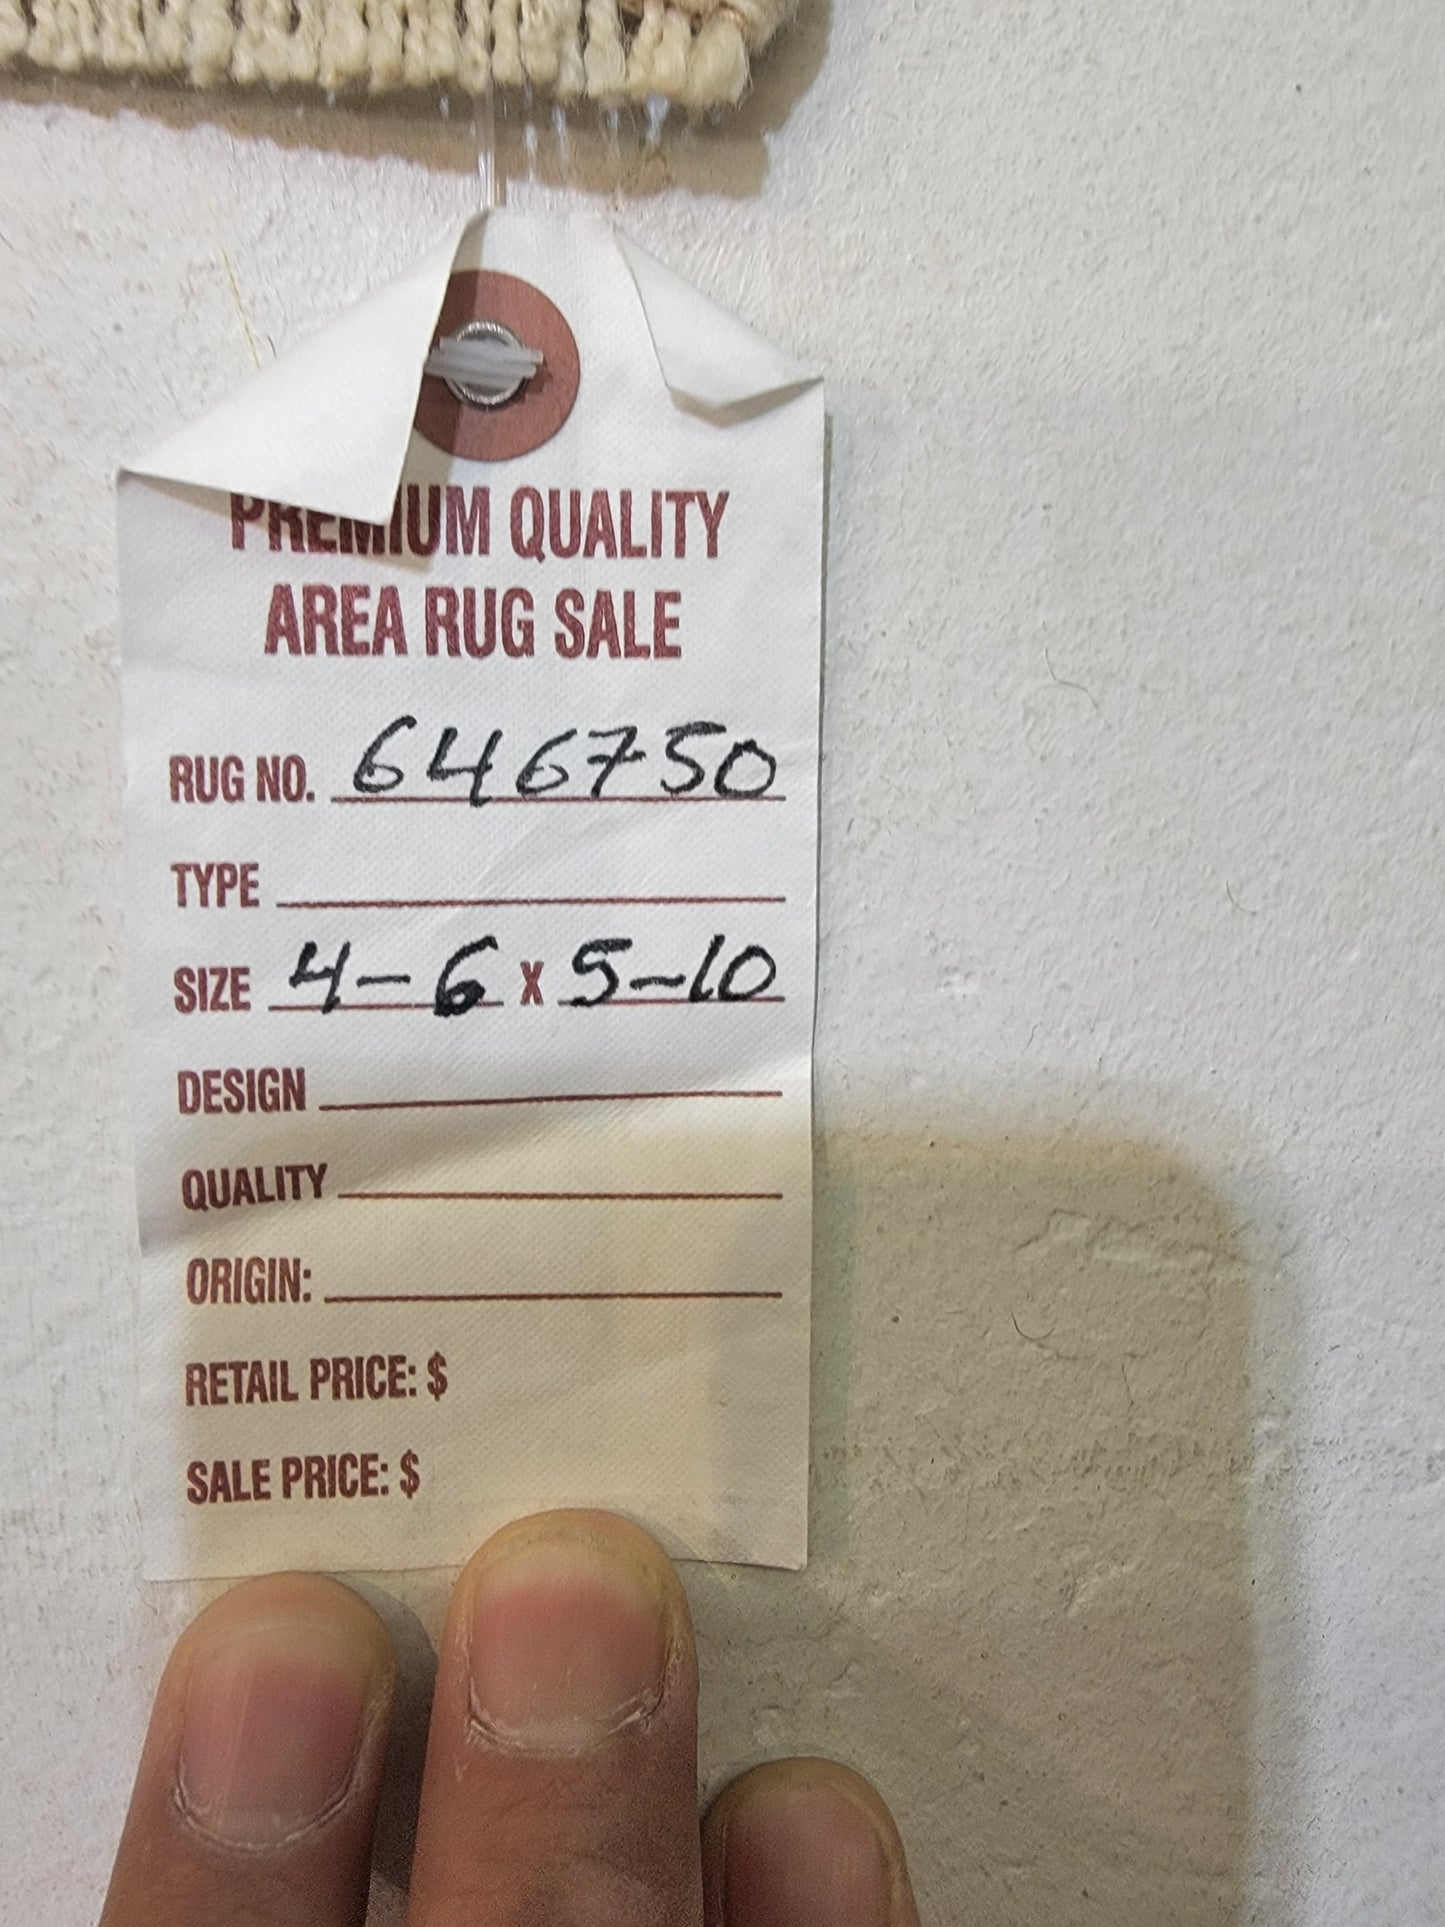 PREMIUM QUALITY
AREA RUG SALE
RUG NO. 646750
TYPE
SIZE 4-6 X 5-10
DESIGN
QUALITY
ORIGIN:
RETAIL PRICE: $
SALE PRICE: $